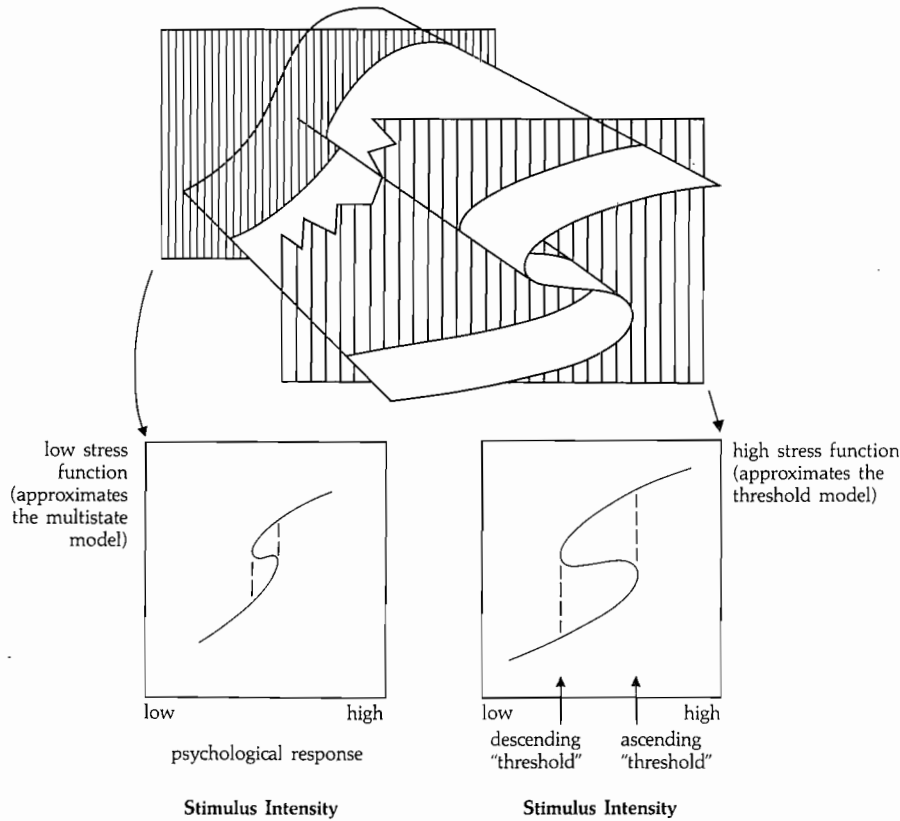 low stress
function
(approximates
the multistate
model)
high stress function
(approximates the
threshold model)
low high
psychological response
Stimulus Intensity
low high
descending
"threshold"
ascending
"threshold"
Stimulus Intensity